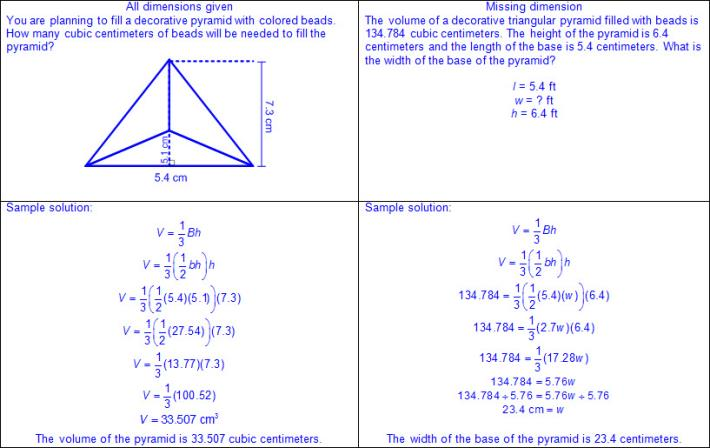 All dimensions given
You are planning to fill a decorative pyramid with colored beads.
How many cubic centimeters of beads will be needed to fill the
pyramid?
7.3 cm
5.1 cm
5.4 cm
Missing dimension
The volume of a decorative triangular pyramid filled with beads is
134.784 cubic centimeters. The height of the pyramid is 6.4
centimeters and the length of the base is 5.4 centimeters. What is
the width of the base of the pyramid?
l = 5.4 ft
w = ? ft
h = 6.4 ft
Sample solution:
V = 1/3 Bh
V = 1/3 (1/2 bh) h
V = 1/3 (1/2 (5.4)(5.1)) (7.3)
V = 1/3 (1/2 (27.54)) (7.3)
V = 1/3 (13.77)(7.3)
V = 1/3 (100.52)
V = 33.507 cm³
The volume of the pyramid is 33.507 cubic centimeters.
Sample solution:
V = 1/3 Bh
V = 1/3 (1/2 bh) h
134.784 = 1/3 (1/2 (5.4)(w)) (6.4)
134.784 = 1/3 (2.7w)(6.4)
134.784 = 1/3 (17.28w)
134.784 = 5.76w
134.784 ÷ 5.76 = 5.76w ÷ 5.76
23.4 cm = w
The width of the base of the pyramid is 23.4 centimeters.